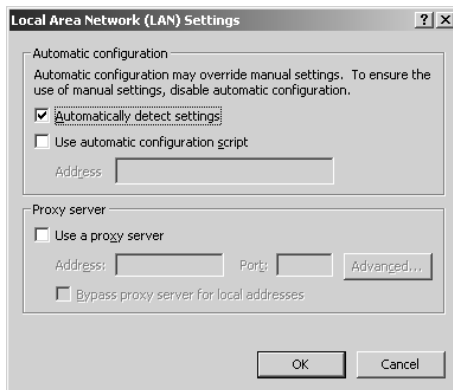 Local Area Network (LAN) Settings
Automatic configuration
Automatic configuration may override manual settings. To ensure the
use of manual settings, disable automatic configuration.
Automatically detect settings
Use automatic configuration script
Address
Proxy server
Use a proxy server
Address: Port: Advanced...
Bypass proxy server for local addresses
OK Cancel